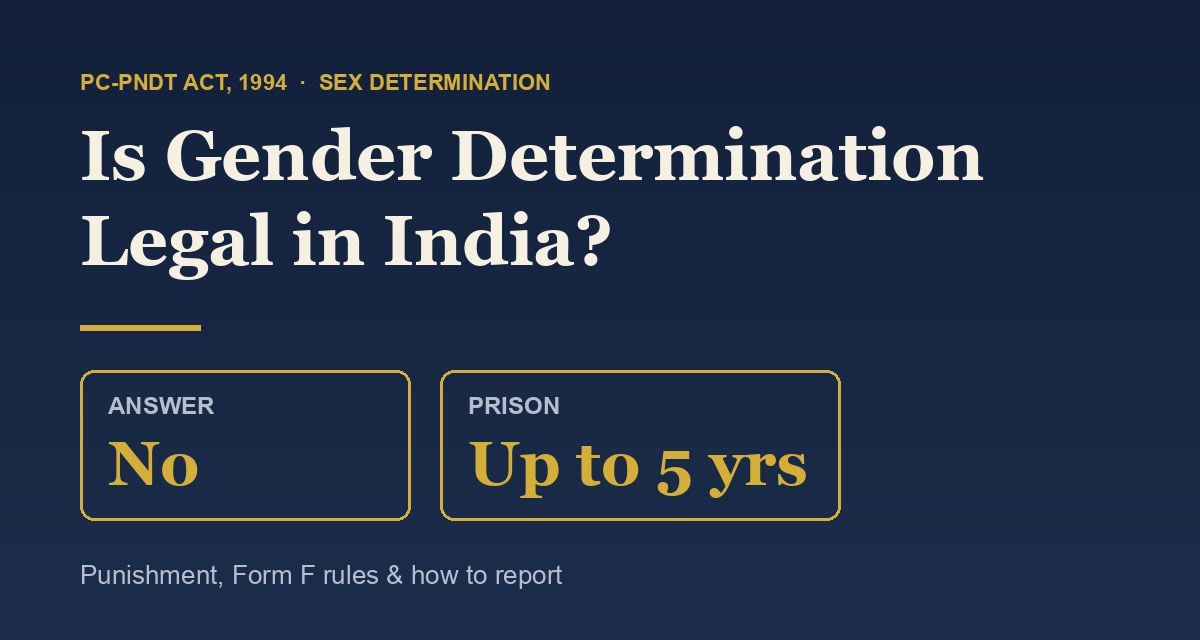 PC-PNDT ACT, 1994 · SEX DETERMINATION
Is Gender Determination
Legal in India?
ANSWER
No
PRISON
Up to 5 yrs
Punishment, Form F rules & how to report